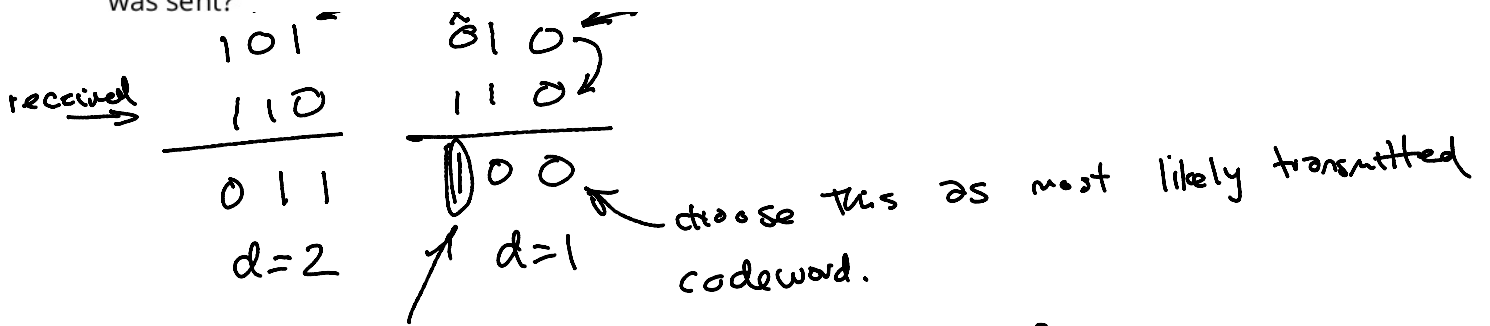 was sent?
101 010
received 110 110
011 100
choose this as most likely transmitted
d=2 d=1
codeword.